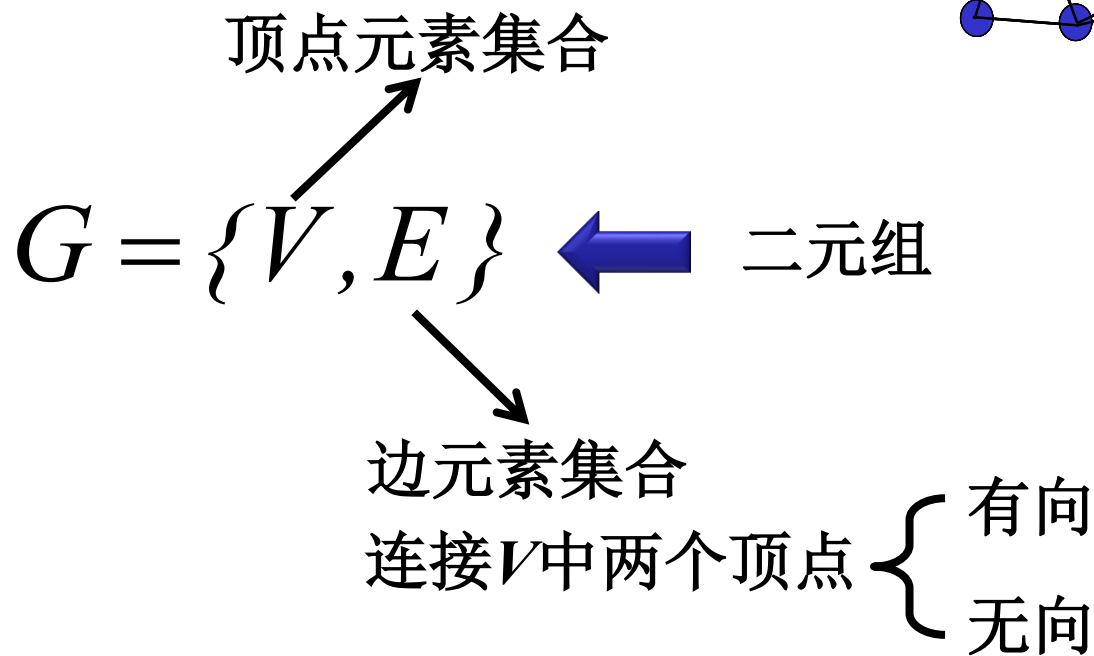 顶点元素集合
G={V,E}
二元组
边元素集合
连接V中两个顶点
有向
无向